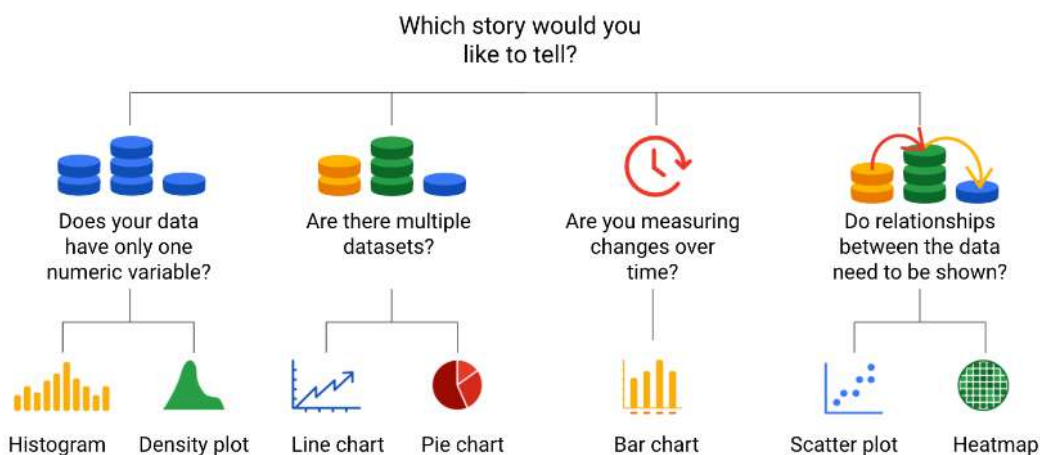 Which story would you
like to tell?
Does your data
have only one
numeric variable?
Are there multiple
datasets?
Are you measuring
changes over
time?
Do relationships
between the data
need to be shown?
Histogram
Density plot
Line chart
Pie chart
Bar chart
Scatter plot
Heatmap